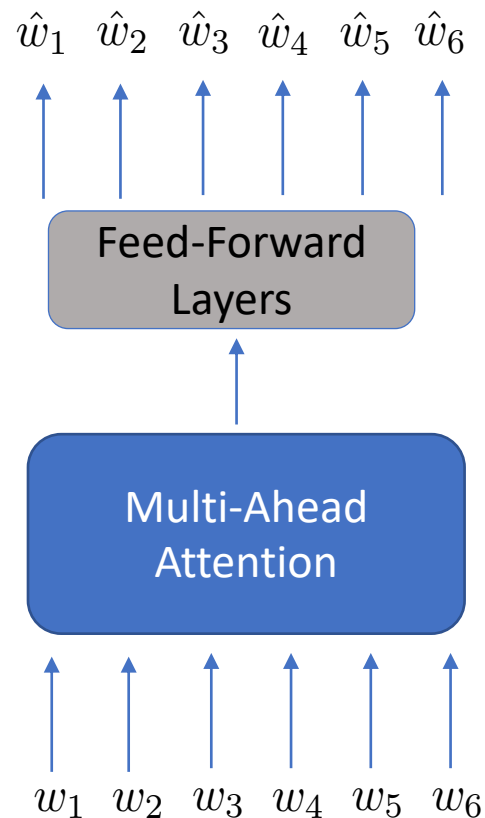 ŵ₁ ŵ₂ ŵ₃ ŵ₄ ŵ₅ ŵ₆
Feed-Forward
Layers
Multi-Ahead
Attention
w₁ w₂ w₃ w₄ w₅ w₆